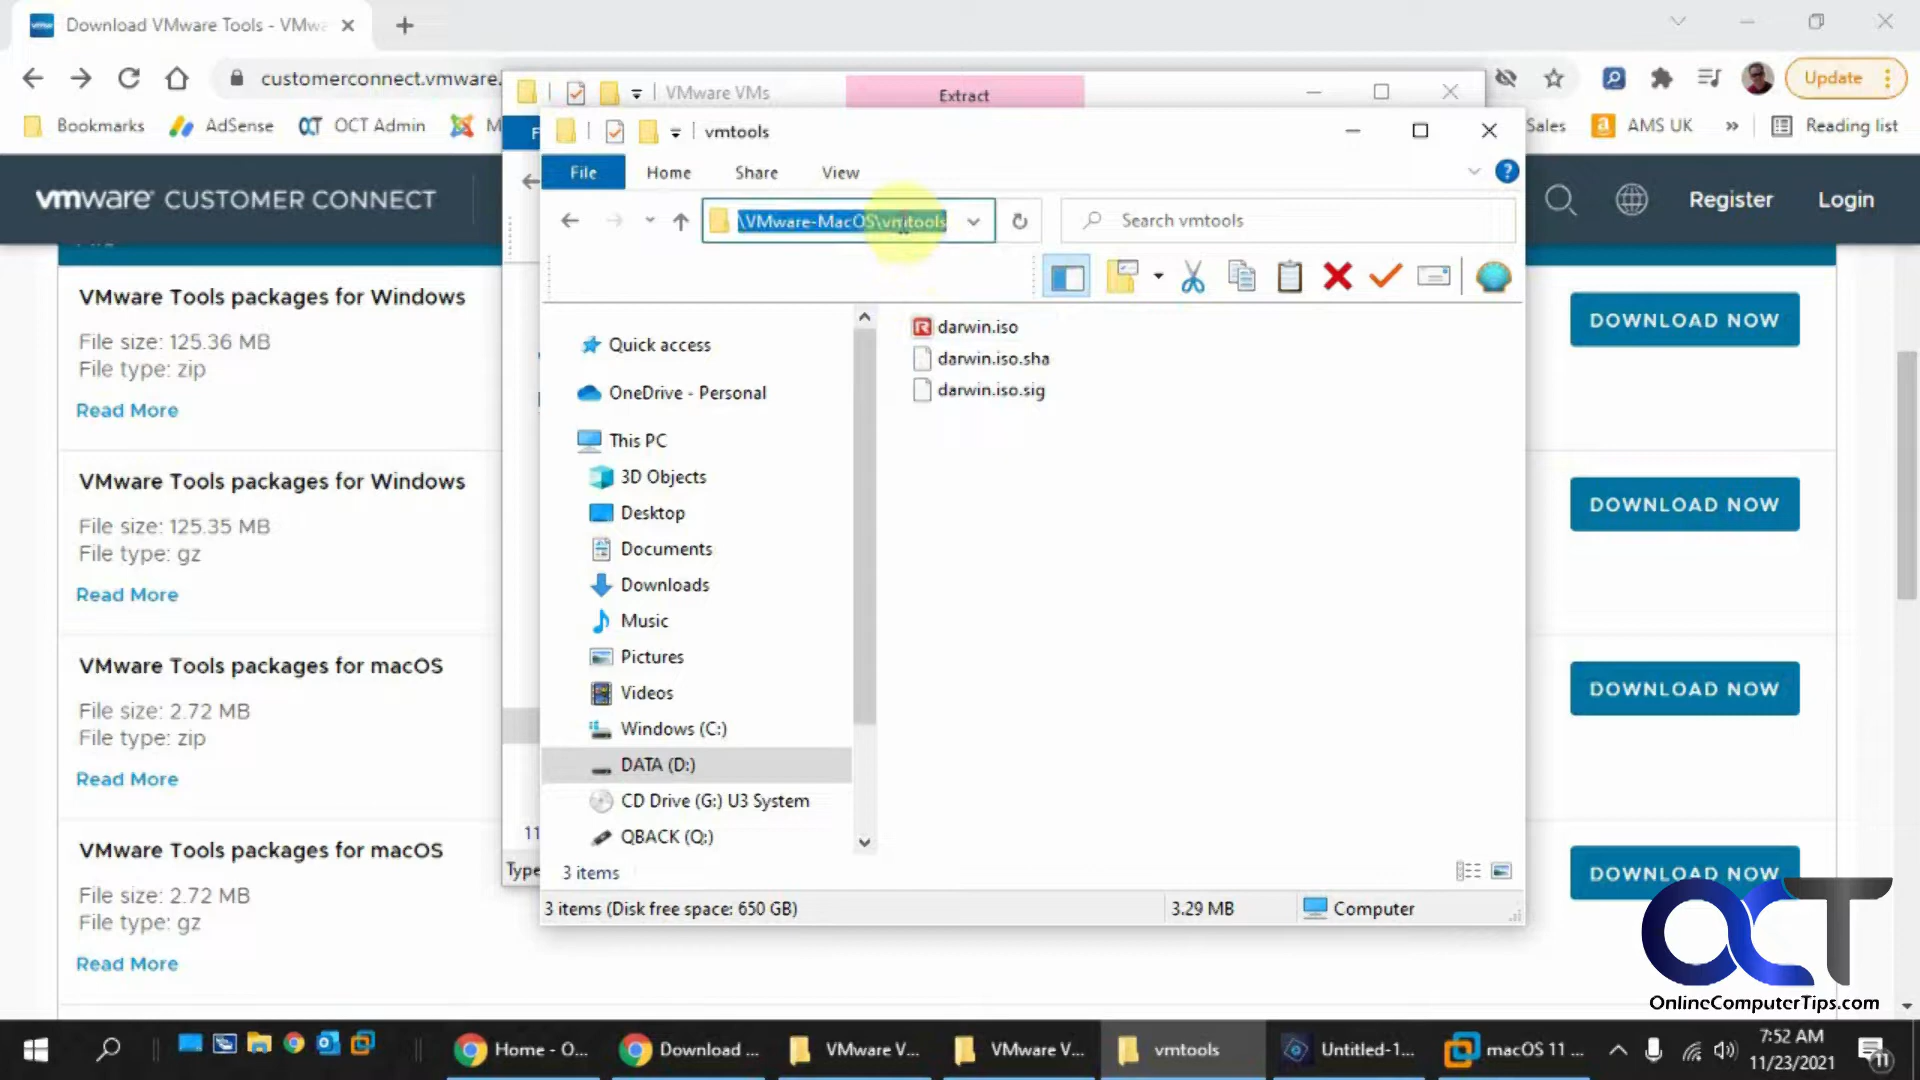 Download VMware Tools - VMwa
customerconnect.vmware.
Update
Bookmarks
AdSense
OCT Admin
M
Sales
AMS UK
»
Reading list
vmware® CUSTOMER CONNECT
Register
Login
VMware Tools packages for Windows
File size: 125.36 MB
File type: zip
Read More
DOWNLOAD NOW
VMware Tools packages for Windows
File size: 125.35 MB
File type: gz
Read More
DOWNLOAD NOW
VMware Tools packages for macOS
File size: 2.72 MB
File type: zip
Read More
DOWNLOAD NOW
VMware Tools packages for macOS
File size: 2.72 MB
File type: gz
Read More
DOWNLOAD NOW
VMware VMs
Extract
F
11
Type
vmtools
File
Home
Share
View
\VMware-MacOS\vmtools
Search vmtools
Quick access
OneDrive - Personal
This PC
3D Objects
Desktop
Documents
Downloads
Music
Pictures
Videos
Windows (C:)
DATA (D:)
CD Drive (G:) U3 System
QBACK (Q:)
darwin.iso
darwin.iso.sha
darwin.iso.sig
3 items
3 items (Disk free space: 650 GB)
3.29 MB
Computer
OCT
OnlineComputerTips.com
Home - O...
Download ...
VMware V...
VMware V...
vmtools
Untitled-1...
macOS 11 ...
7:52 AM
11/23/2021
11